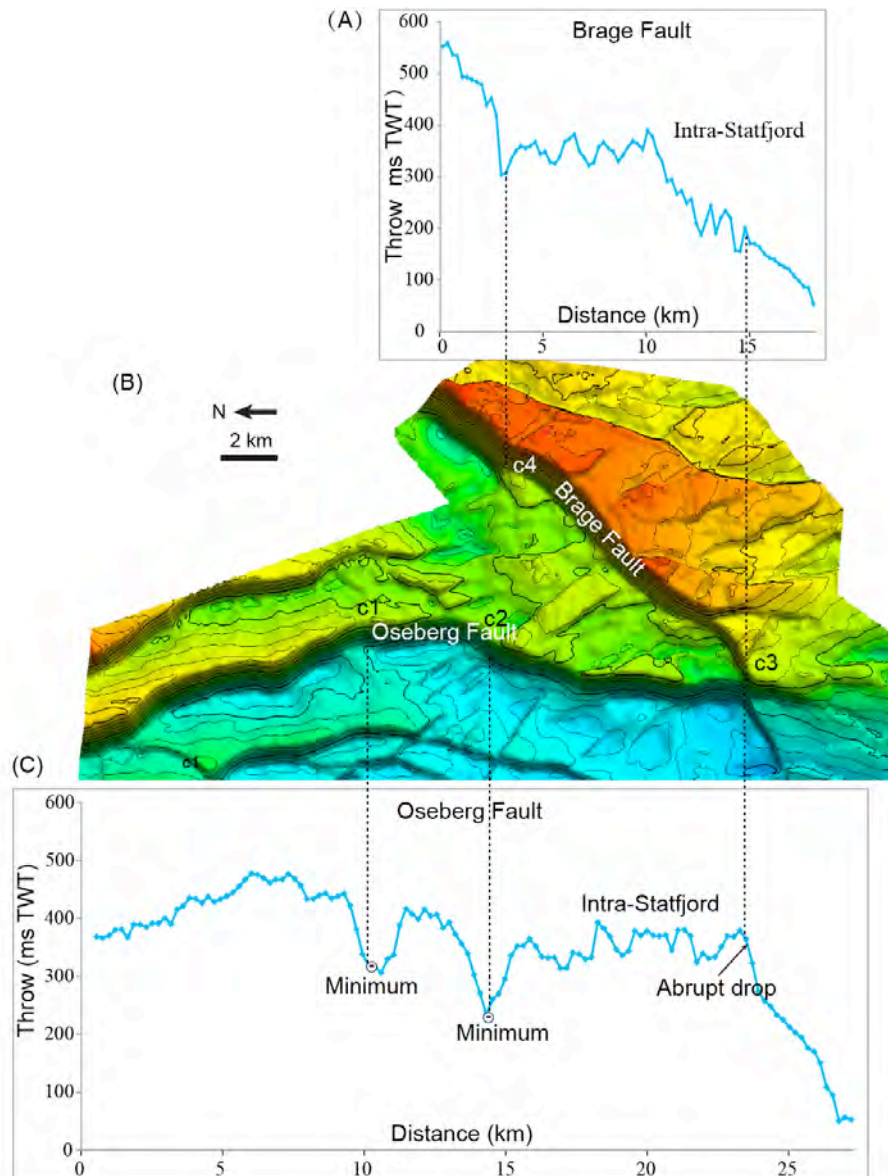 (A)
600
Brage Fault
500
400
Intra-Statfjord
300
200
100
0
Throw ms TWT
Distance (km)
0
5
10
15
(B)
N
2 km
c4
Brage Fault
c1
c2
Oseberg Fault
c3
c1
(C)
600
Oseberg Fault
500
400
Intra-Statfjord
300
Minimum
Abrupt drop
200
Minimum
100
0
Throw (ms TWT)
Distance (km)
0
5
10
15
20
25